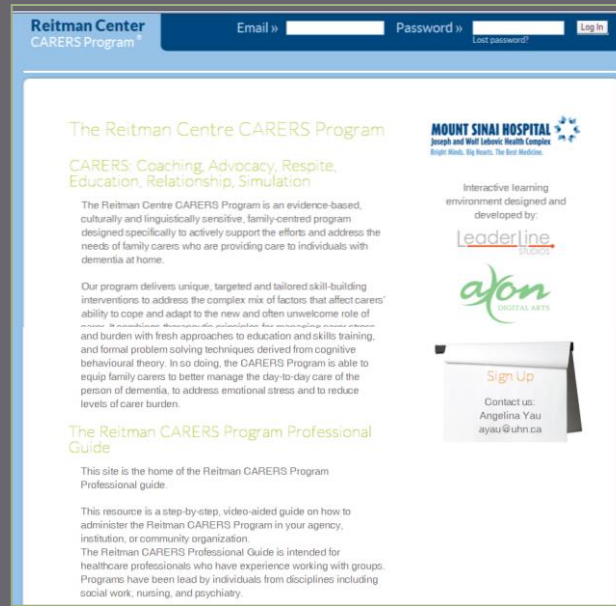 Reitman Center
CARERS Program®
Email »
Password »
Log In
Lost password?
The Reitman Centre CARERS Program
CARERS: Coaching, Advocacy, Respite,
Education, Relationship, Simulation
The Reitman Centre CARERS Program is an evidence-based,
culturally and linguistically sensitive, family-centred program
designed specifically to actively support the efforts and address the
needs of family carers who are providing care to individuals with
dementia at home.
Our program delivers unique, targeted and tailored skill-building
interventions to address the complex mix of factors that affect carers'
ability to cope and adapt to the new and often unwelcome role of
carer. It combines therapeutic principles for managing carer stress
and burden with fresh approaches to education and skills training,
and formal problem solving techniques derived from cognitive
behavioural theory. In so doing, the CARERS Program is able to
equip family carers to better manage the day-to-day care of the
person of dementia, to address emotional stress and to reduce
levels of carer burden.
The Reitman CARERS Program Professional
Guide
This site is the home of the Reitman CARERS Program
Professional guide.
This resource is a step-by-step, video-aided guide on how to
administer the Reitman CARERS Program in your agency,
institution, or community organization.
The Reitman CARERS Professional Guide is intended for
healthcare professionals who have experience working with groups.
Programs have been lead by individuals from disciplines including
social work, nursing, and psychiatry.
MOUNT SINAI HOSPITAL
Joseph and Wolf Lebovic Health Complex
Bright Minds. Big Hearts. The Best Medicine.
Interactive learning
environment designed and
developed by:
LeaderLine
STUDIOS
axon
DIGITAL ARTS
Sign Up
Contact us:
Angelina Yau
ayau@uhn.ca